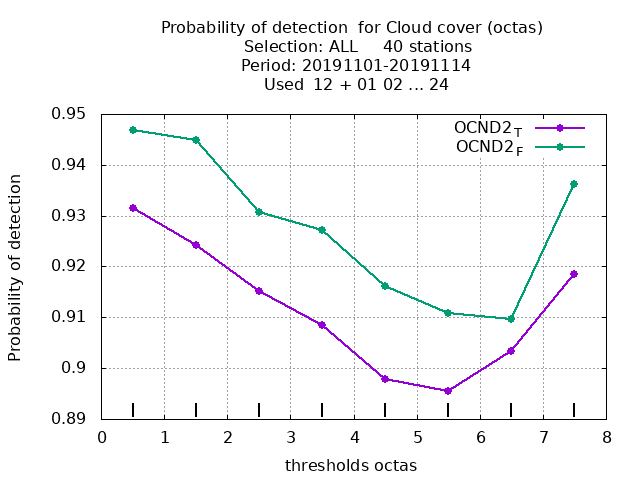 Probability of detection  for Cloud cover (octas)
Selection: ALL     40 stations
Period: 20191101-20191114
Used  12 + 01 02 ... 24
OCND2T
OCND2F
Probability of detection
0.95
0.94
0.93
0.92
0.91
0.9
0.89
0 1 2 3 4 5 6 7 8
thresholds octas